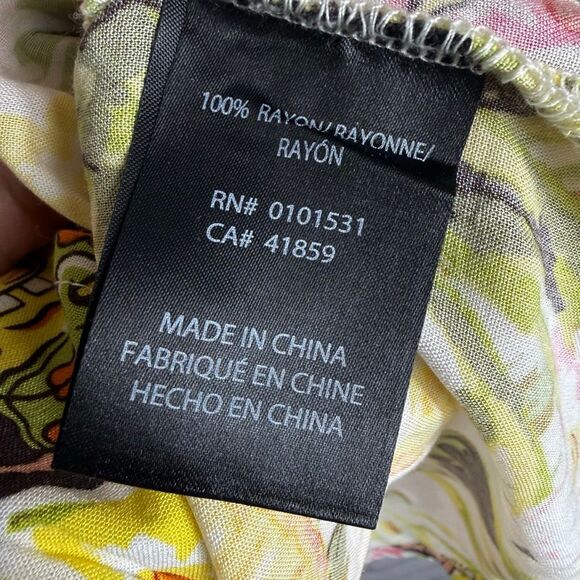 100% RAYON/ RAYONNE/
RAYÓN
RN# 0101531
CA# 41859
MADE IN CHINA
FABRIQUÉ EN CHINE
HECHO EN CHINA